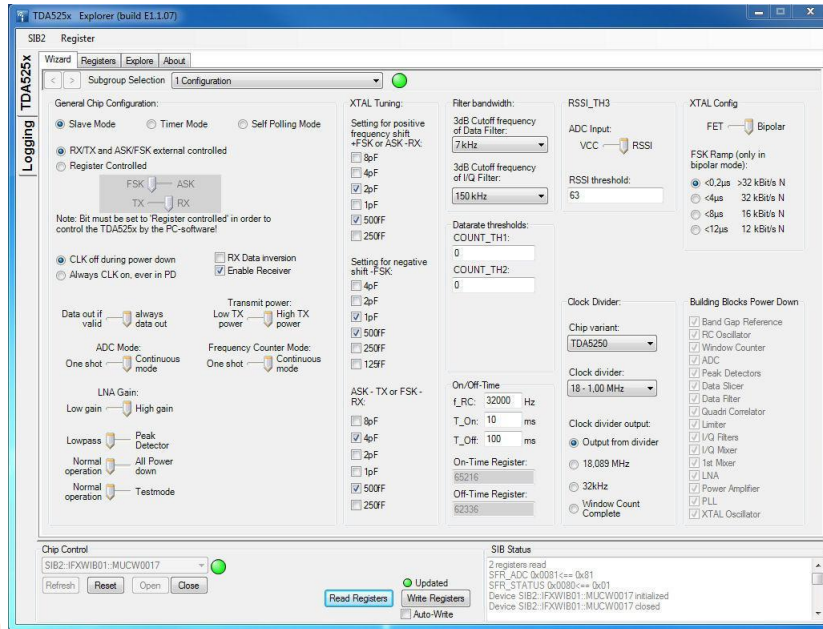 TDA525x Explorer (build E1.1.07)
SIB2 Register
TDA525x
Logging
Wizard Registers Explore About
< > Subgroup Selection 1 Configuration
General Chip Configuration:
Slave Mode Timer Mode Self Polling Mode
RX/TX and ASK/FSK external controlled
Register Controlled
FSK ASK
TX RX
Note: Bit must be set to 'Register controlled' in order
to control the TDA525x by the PC-software!
CLK off during power down
Always CLK on, ever in PD
RX Data inversion
Enable Receiver
Data out if
valid
always
data out
Transmit power:
Low TX
power
High TX
power
ADC Mode:
One shot
Continuous
mode
Frequency Counter Mode:
One shot
Continuous
mode
LNA Gain:
Low gain High gain
Lowpass
Peak
Detector
Normal
operation
All Power
down
Normal
operation
Testmode
XTAL Tuning:
Setting for positive
frequency shift
+FSK or ASK -RX:
8pF
4pF
2pF
1pF
500fF
250fF
Setting for negative
shift -FSK:
4pF
2pF
1pF
500fF
250fF
125fF
ASK - TX or FSK -
RX:
8pF
4pF
2pF
1pF
500fF
250fF
Filter bandwidth:
3dB Cutoff frequency
of Data Filter:
7 kHz
3dB Cutoff frequency
of I/Q Filter:
150 kHz
Datarate thresholds:
COUNT_TH1:
0
COUNT_TH2:
0
On/Off-Time
f_RC: 32000 Hz
T_On: 10 ms
T_Off: 100 ms
On-Time Register:
65216
Off-Time Register:
62336
RSSI_TH3
ADC Input:
VCC RSSI
RSSI threshold:
63
Clock Divider:
Chip variant:
TDA5250
Clock divider:
18 - 1,00 MHz
Clock divider output:
Output from divider
18,089 MHz
32kHz
Window Count
Complete
XTAL Config
FET Bipolar
FSK Ramp (only in
bipolar mode):
<0,2µs >32 kBit/s N
<4µs 32 kBit/s N
<8µs 16 kBit/s N
<12µs 12 kBit/s N
Building Blocks Power Down
Band Gap Reference
RC Oscillator
Window Counter
ADC
Peak Detectors
Data Slicer
Data Filter
Quadri Correlator
Limiter
I/Q Filters
I/Q Mixer
1st Mixer
LNA
Power Amplifier
PLL
XTAL Oscillator
Chip Control
SIB2::IFXWIB01::MUCW0017
Refresh Reset Open Close
Read Registers
Updated
Write Registers
Auto-Write
SIB Status
2 registers read
SFR_ADC 0x0081<== 0x81
SFR_STATUS 0x0080<== 0x01
Device SIB2::IFXWIB01::MUCW0017 initialized
Device SIB2::IFXWIB01::MUCW0017 closed